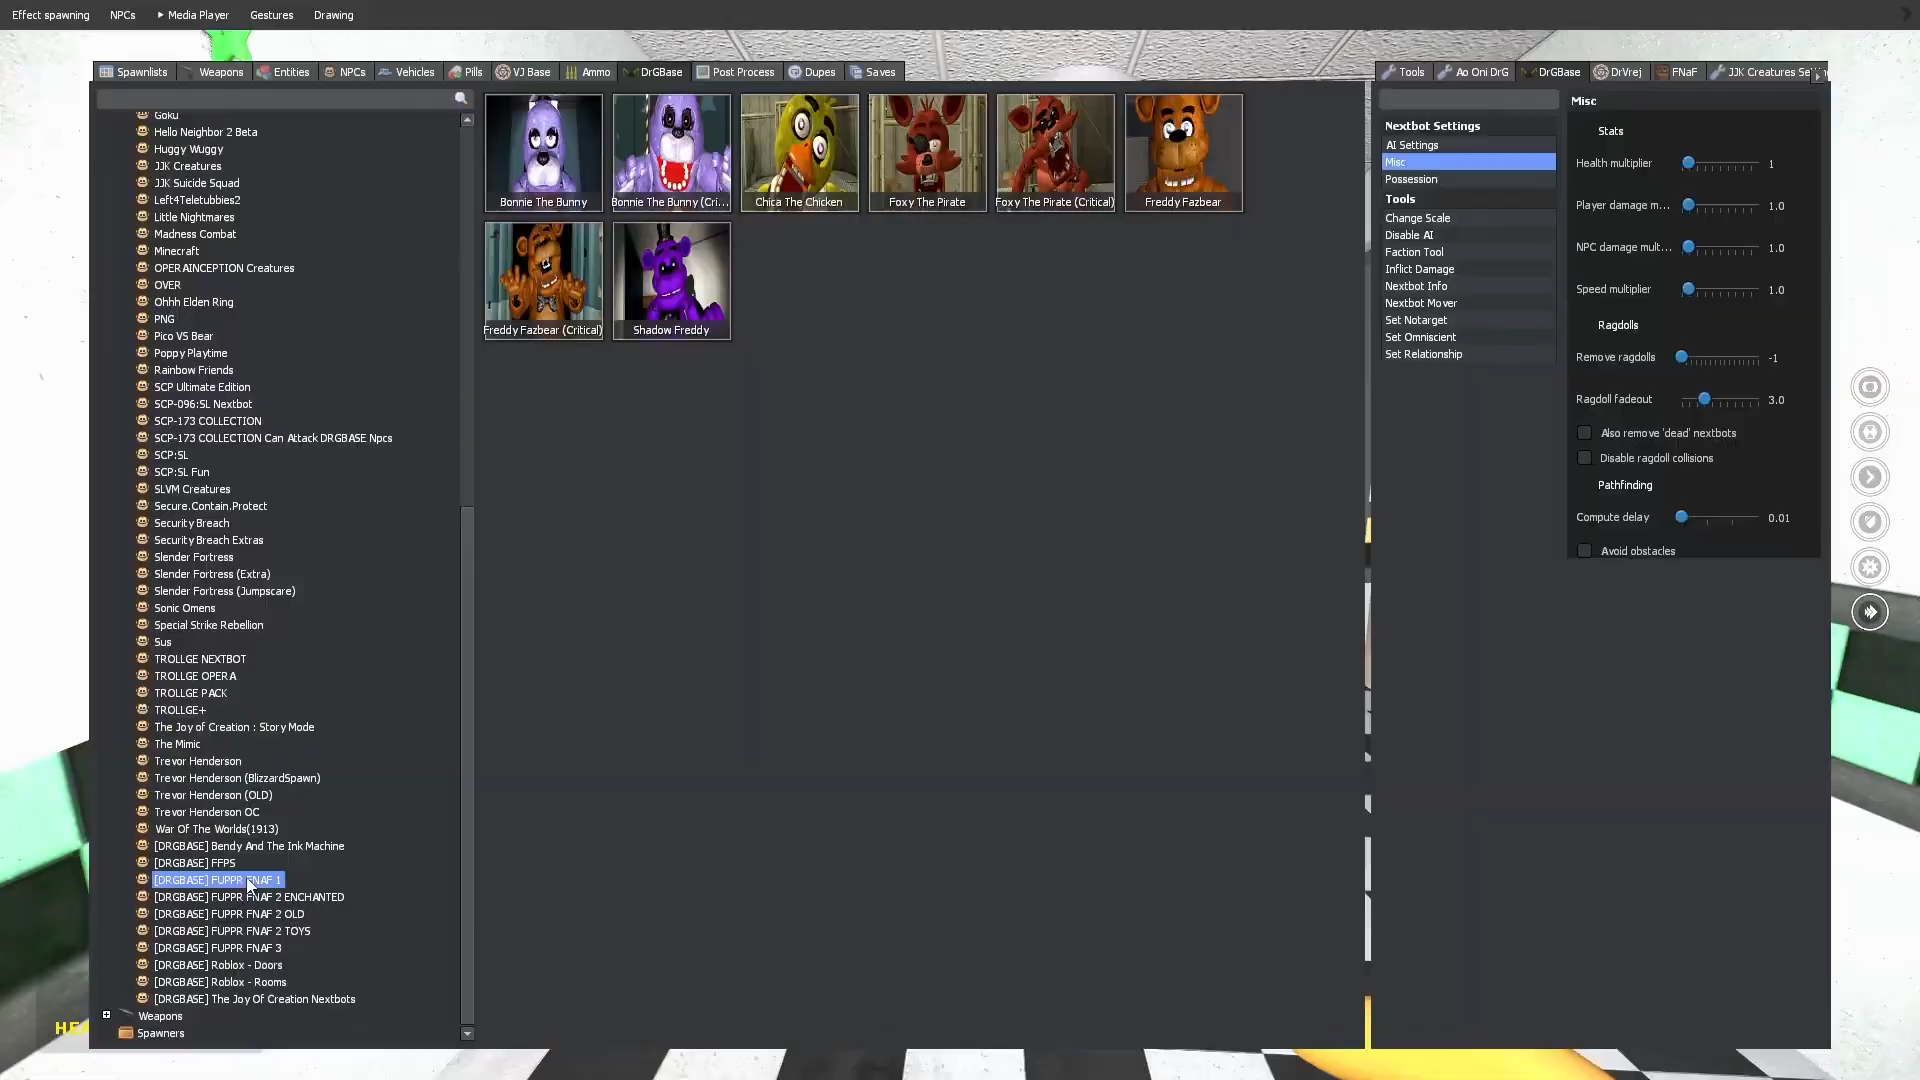 Effect spawning NPCs Media Player Gestures Drawing
Spawnlists Weapons Entities NPCs Vehicles Pills VJ Base Ammo DrGBase Post Process Dupes Saves
Goku
Hello Neighbor 2 Beta
Huggy Wuggy
JJK Creatures
JJK Suicide Squad
Left4Teletubbies2
Little Nightmares
Madness Combat
Minecraft
OPERAINCEPTION Creatures
OVER
Ohhh Elden Ring
PNG
Pico VS Bear
Poppy Playtime
Rainbow Friends
SCP Ultimate Edition
SCP-096:SL Nextbot
SCP-173 COLLECTION
SCP-173 COLLECTION Can Attack DRGBASE Npcs
SCP:SL
SCP:SL Fun
SLVM Creatures
Secure.Contain.Protect
Security Breach
Security Breach Extras
Slender Fortress
Slender Fortress (Extra)
Slender Fortress (Jumpscare)
Sonic Omens
Special Strike Rebellion
Sus
TROLLGE NEXTBOT
TROLLGE OPERA
TROLLGE PACK
TROLLGE+
The Joy of Creation : Story Mode
The Mimic
Trevor Henderson
Trevor Henderson (BlizzardSpawn)
Trevor Henderson (OLD)
Trevor Henderson OC
War Of The Worlds(1913)
[DRGBASE] Bendy And The Ink Machine
[DRGBASE] FFPS
[DRGBASE] FUPPR FNAF 1
[DRGBASE] FUPPR FNAF 2 ENCHANTED
[DRGBASE] FUPPR FNAF 2 OLD
[DRGBASE] FUPPR FNAF 2 TOYS
[DRGBASE] FUPPR FNAF 3
[DRGBASE] Roblox - Doors
[DRGBASE] Roblox - Rooms
[DRGBASE] The Joy Of Creation Nextbots
Weapons
Spawners
Bonnie The Bunny
Bonnie The Bunny (Cri...
Chica The Chicken
Foxy The Pirate
Foxy The Pirate (Critical)
Freddy Fazbear
Freddy Fazbear (Critical)
Shadow Freddy
Tools Ao Oni DrG DrGBase DrVrej FNaF JJK Creatures Se
Nextbot Settings
AI Settings
Misc
Possession
Tools
Change Scale
Disable AI
Faction Tool
Inflict Damage
Nextbot Info
Nextbot Mover
Set Notarget
Set Omniscient
Set Relationship
Misc
Stats
Health multiplier 1
Player damage m... 1.0
NPC damage mult... 1.0
Speed multiplier 1.0
Ragdolls
Remove ragdolls -1
Ragdoll fadeout 3.0
Also remove 'dead' nextbots
Disable ragdoll collisions
Pathfinding
Compute delay 0.01
Avoid obstacles